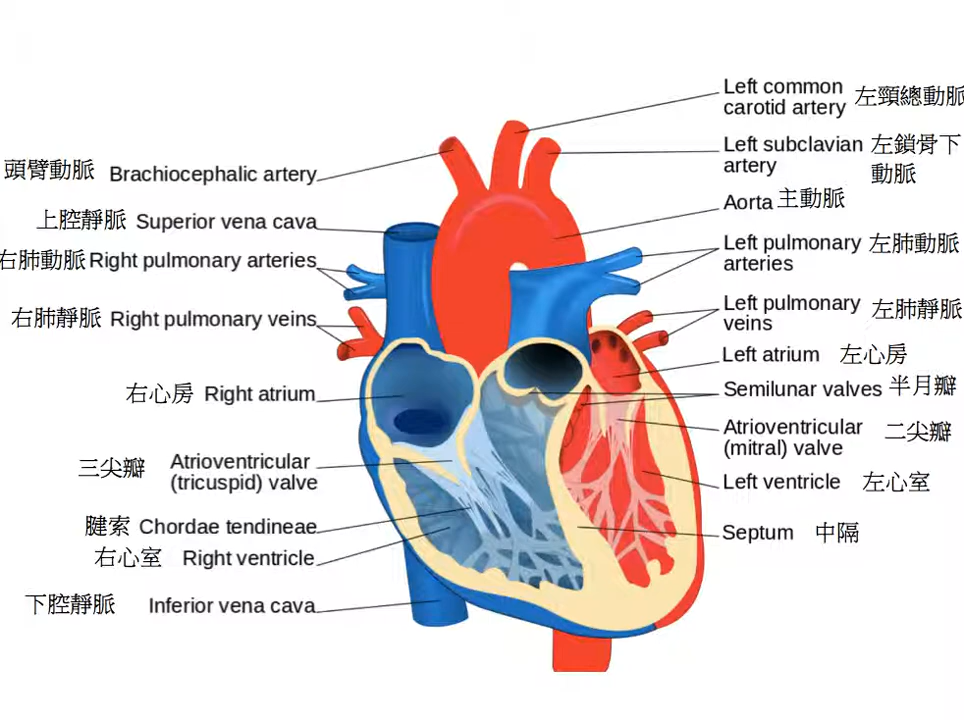 頭臂動脈 Brachiocephalic artery
上腔靜脈 Superior vena cava
右肺動脈 Right pulmonary arteries
右肺靜脈 Right pulmonary veins
右心房 Right atrium
三尖瓣 Atrioventricular
(tricuspid) valve
腱索 Chordae tendineae
右心室 Right ventricle
下腔靜脈 Inferior vena cava
Left common
carotid artery 左頸總動脈
Left subclavian 左鎖骨下
artery 動脈
Aorta 主動脈
Left pulmonary 左肺動脈
arteries
Left pulmonary 左肺靜脈
veins
Left atrium 左心房
Semilunar valves 半月瓣
Atrioventricular 二尖瓣
(mitral) valve
Left ventricle 左心室
Septum 中隔